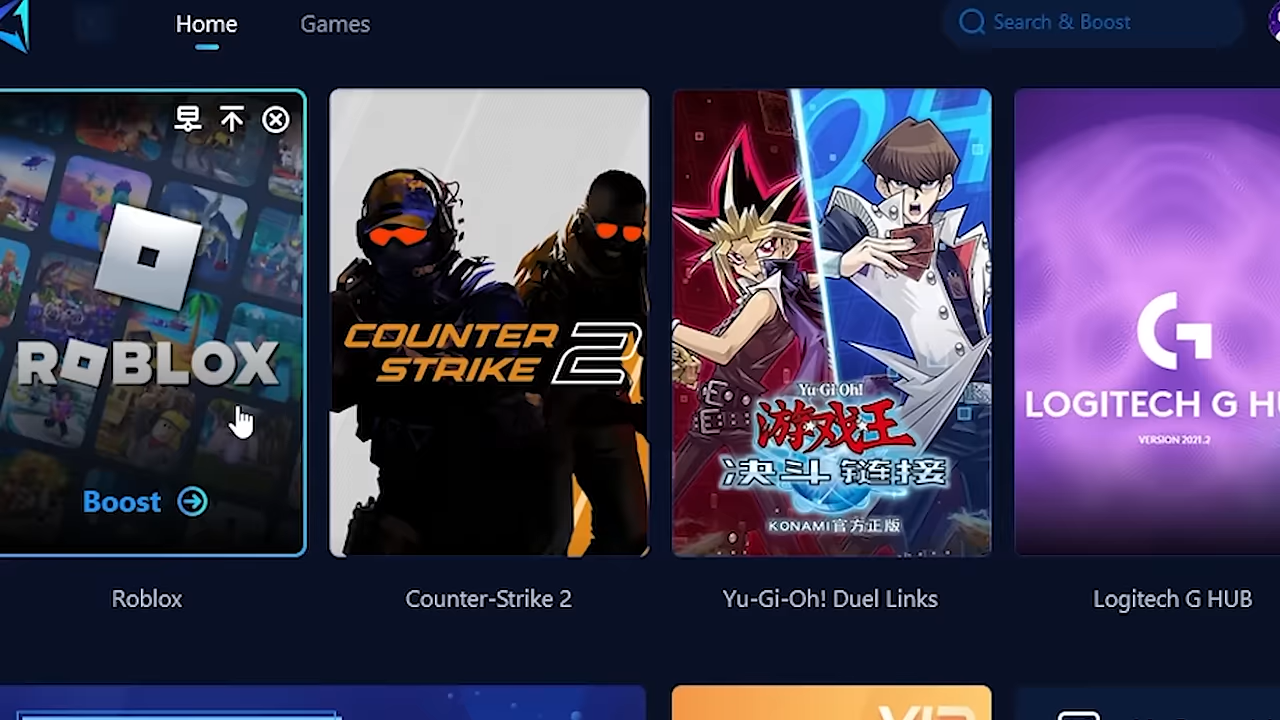 Home
Games
Search & Boost
ROBLOX
Boost
COUNTER
STRIKE 2
Yu-Gi-Oh!
游戏王
决斗链接
KONAMI官方正版
LOGITECH G H
VERSION 2021.2
Roblox
Counter-Strike 2
Yu-Gi-Oh! Duel Links
Logitech G HUB